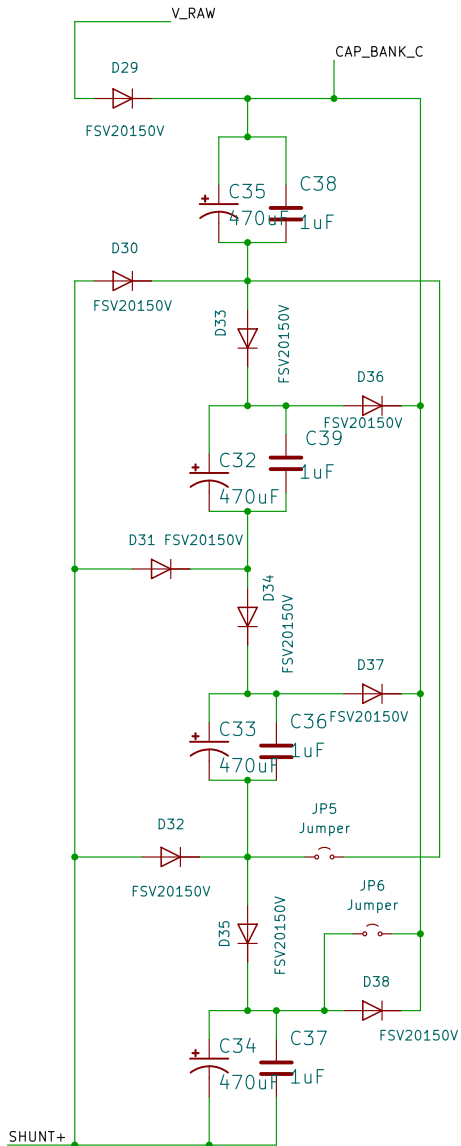 V_RAW
CAP_BANK_C
D29
FSV20150V
C35
470uF
C38
1uF
D30
FSV20150V
D33
FSV20150V
D36
FSV20150V
C39
1uF
C32
470uF
D31 FSV20150V
D34
FSV20150V
D37
FSV20150V
C33
470uF
C36
1uF
JP5
Jumper
D32
FSV20150V
JP6
Jumper
D35
FSV20150V
D38
FSV20150V
C34
470uF
C37
1uF
SHUNT+